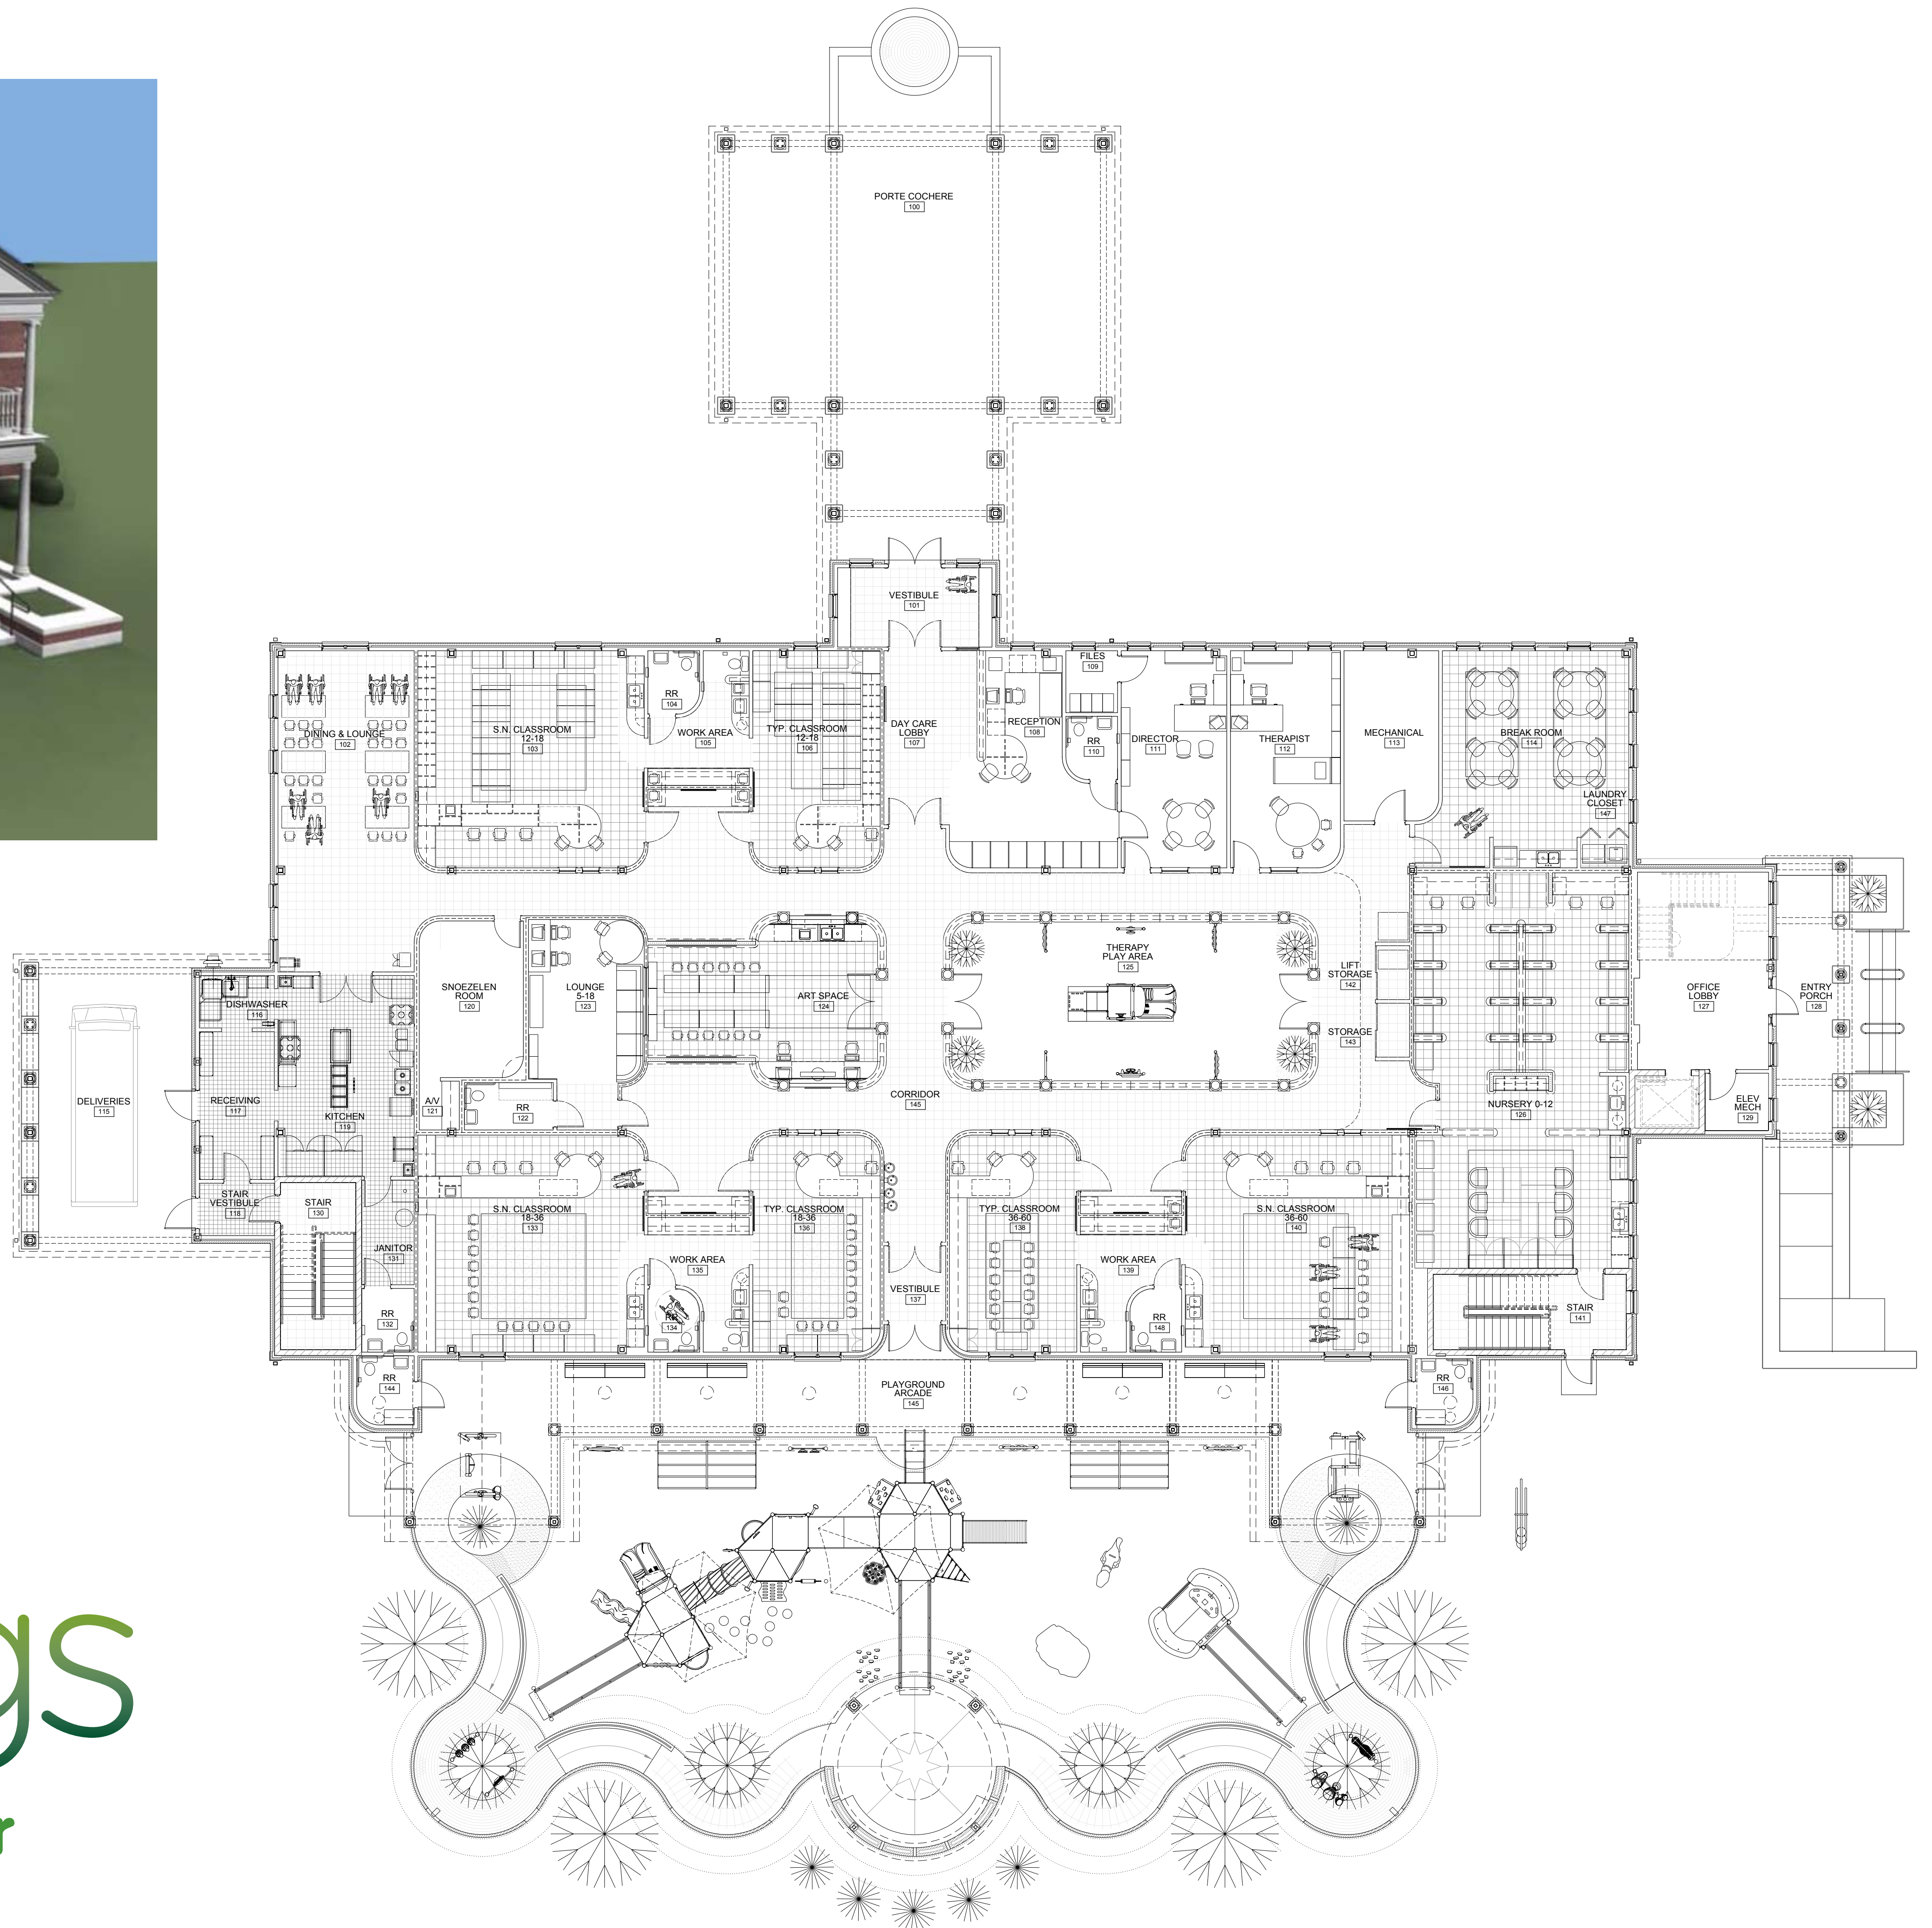 PORTE COCHERE
100
VESTIBULE
101
FILES
109
RR
104
DINING & LOUNGE
102
S.N. CLASSROOM
12-18
103
WORK AREA
105
TYP. CLASSROOM
12-18
106
DAY CARE
LOBBY
107
RECEPTION
108
RR
110
DIRECTOR
111
THERAPIST
112
MECHANICAL
113
BREAK ROOM
114
LAUNDRY
CLOSET
147
DISHWASHER
116
SNOEZELEN
ROOM
120
LOUNGE
5-18
123
ART SPACE
124
THERAPY
PLAY AREA
125
LIFT
STORAGE
142
STORAGE
143
OFFICE
LOBBY
127
ENTRY
PORCH
128
DELIVERIES
115
RECEIVING
117
KITCHEN
119
A/V
121
RR
122
CORRIDOR
145
NURSERY 0-12
126
ELEV
MECH
129
STAIR
VESTIBULE
118
STAIR
130
S.N. CLASSROOM
18-36
133
TYP. CLASSROOM
18-36
136
TYP. CLASSROOM
36-60
138
S.N. CLASSROOM
36-60
140
JANITOR
131
WORK AREA
135
VESTIBULE
137
WORK AREA
139
RR
132
134
RR
148
STAIR
141
RR
144
PLAYGROUND
ARCADE
145
RR
146
gs
r